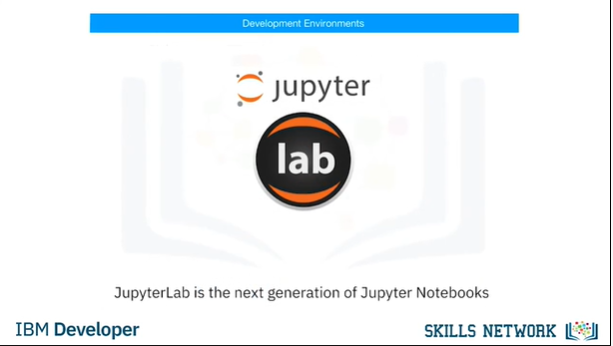 Development Environments
jupyter
lab
JupyterLab is the next generation of Jupyter Notebooks
IBM Developer
SKILLS NETWORK